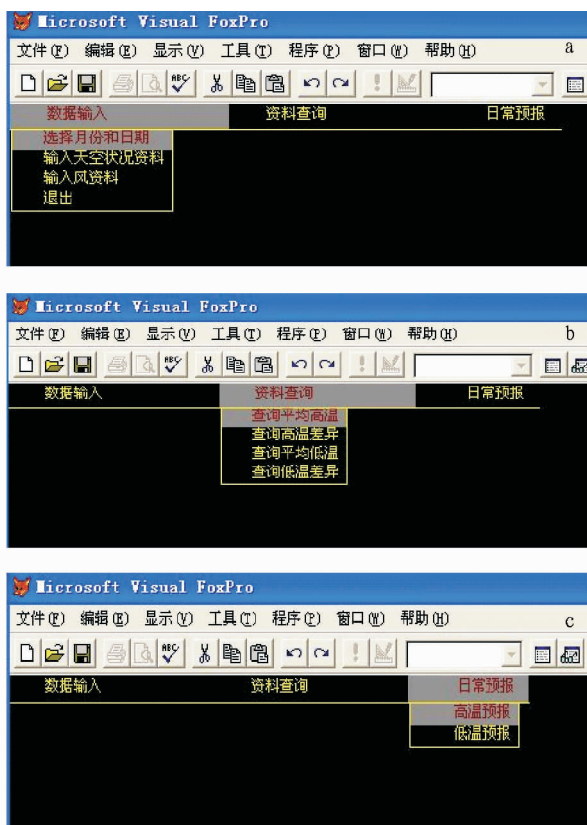 Microsoft Visual FoxPro
文件(F) 编辑(E) 显示(V) 工具(T) 程序(P) 窗口(W) 帮助(H) a
ABC
数据输入 资料查询 日常预报
选择月份和日期
输入天空状况资料
输入风资料
退出
Microsoft Visual FoxPro
文件(F) 编辑(E) 显示(V) 工具(T) 程序(P) 窗口(W) 帮助(H) b
ABC
数据输入 资料查询 日常预报
查询平均高温
查询高温差异
查询平均低温
查询低温差异
Microsoft Visual FoxPro
文件(F) 编辑(E) 显示(V) 工具(T) 程序(P) 窗口(W) 帮助(H) c
ABC
数据输入 资料查询 日常预报
高温预报
低温预报